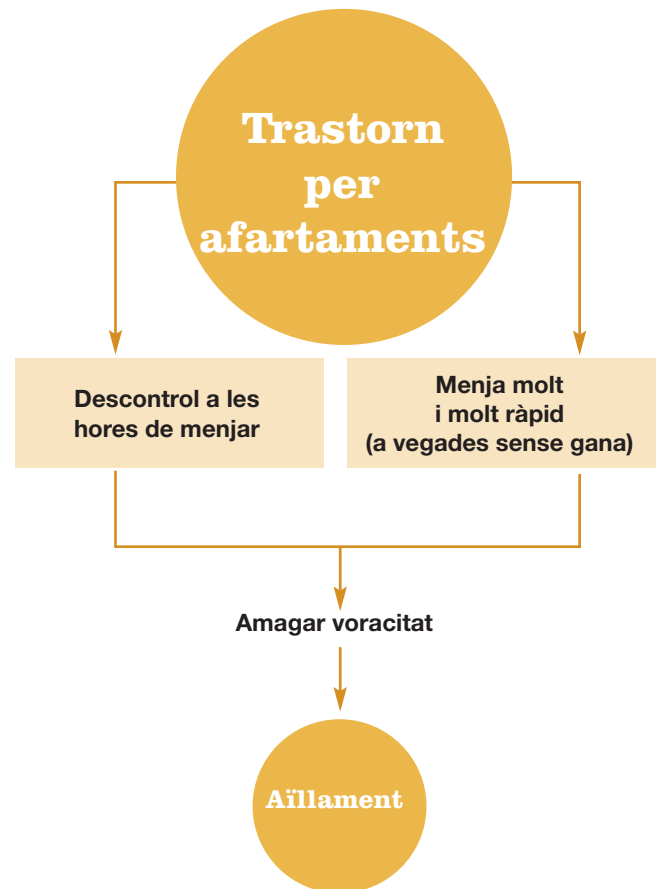 Trastorn
per
afartaments
Descontrol a les
hores de menjar
Menja molt
i molt ràpid
(a vegades sense gana)
Amagar voracitat
Aïllament